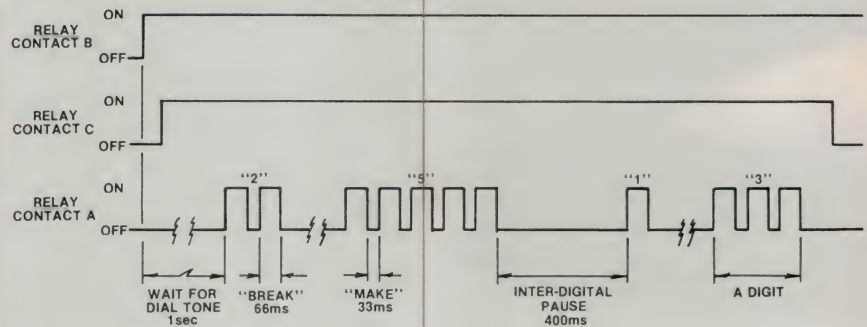 ON
RELAY
CONTACT B
OFF
ON
RELAY
CONTACT C
OFF
"2"
"5"
"1"
"3"
ON
RELAY
CONTACT A
OFF
WAIT FOR
DIAL TONE
1sec
"BREAK"
66ms
"MAKE"
33ms
INTER-DIGITAL
PAUSE
400ms
A DIGIT